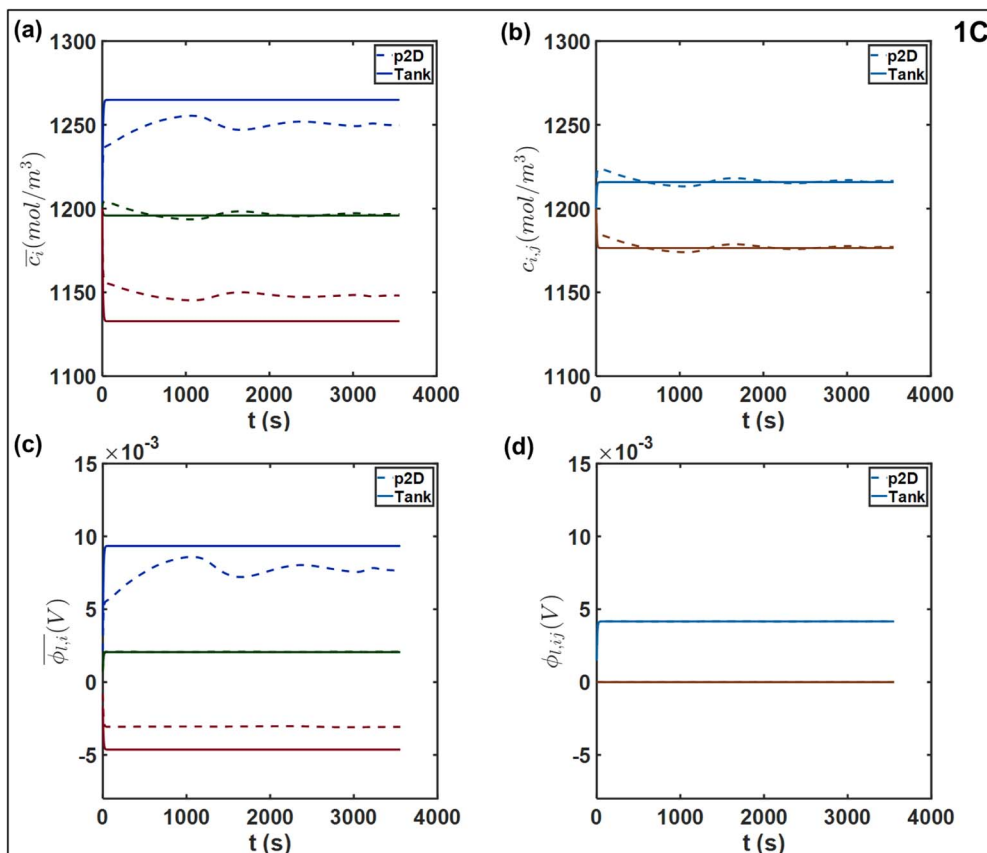 (a)
1300
1250
1200
1150
1100
0 1000 2000 3000 4000
t (s)
c̅ᵢ(mol/m³)
p2D
Tank
(b)
1C
1300
1250
1200
1150
1100
0 1000 2000 3000 4000
t (s)
cᵢ,ⱼ(mol/m³)
p2D
Tank
(c)
×10⁻³
15
10
5
0
-5
0 1000 2000 3000 4000
t (s)
ϕ̅ₗ,ᵢ(V)
p2D
Tank
(d)
×10⁻³
15
10
5
0
-5
0 1000 2000 3000 4000
t (s)
ϕₗ,ᵢⱼ(V)
p2D
Tank